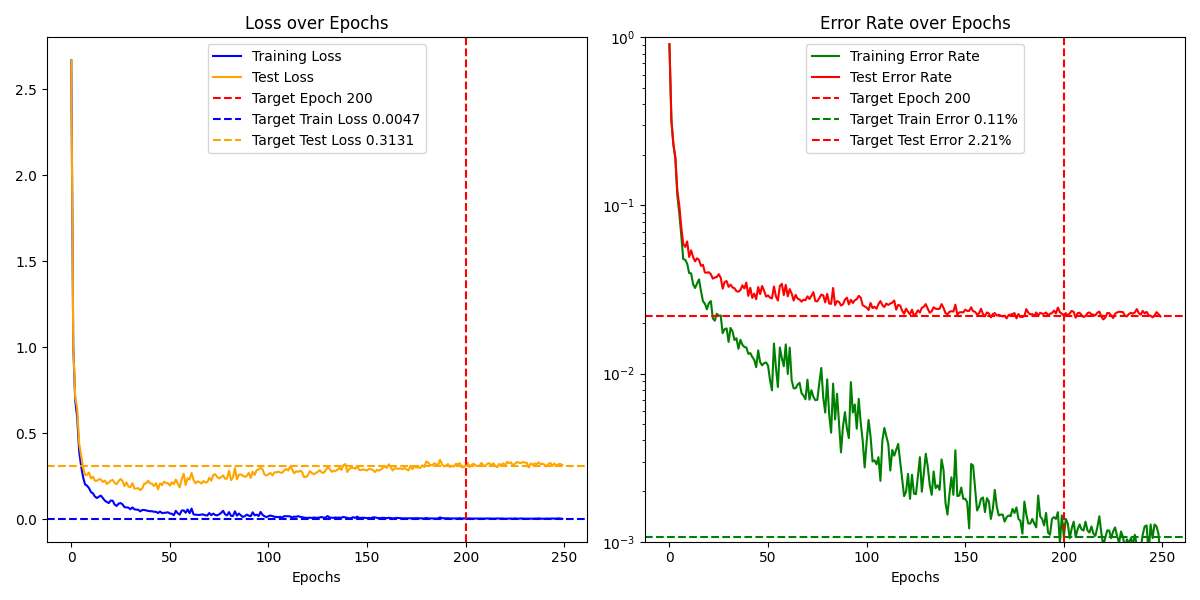 Loss over Epochs
Training Loss
Test Loss
Target Epoch 200
Target Train Loss 0.0047
Target Test Loss 0.3131
2.5
2.0
1.5
1.0
0.5
0.0
0 50 100 150 200 250
Epochs
Error Rate over Epochs
Training Error Rate
Test Error Rate
Target Epoch 200
Target Train Error 0.11%
Target Test Error 2.21%
10⁰
10⁻¹
10⁻²
10⁻³
0 50 100 150 200 250
Epochs